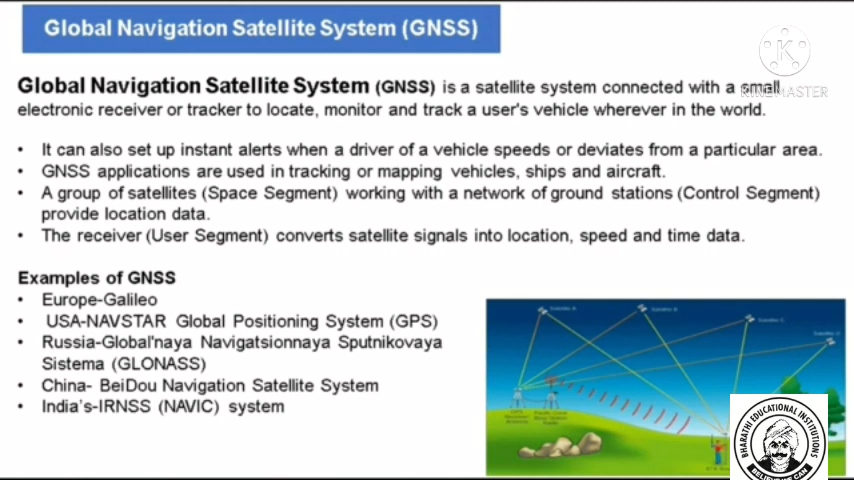 Global Navigation Satellite System (GNSS)
KINEMASTER
Global Navigation Satellite System (GNSS) is a satellite system connected with a small
electronic receiver or tracker to locate, monitor and track a user's vehicle wherever in the world.
• It can also set up instant alerts when a driver of a vehicle speeds or deviates from a particular area.
• GNSS applications are used in tracking or mapping vehicles, ships and aircraft.
• A group of satellites (Space Segment) working with a network of ground stations (Control Segment)
provide location data.
• The receiver (User Segment) converts satellite signals into location, speed and time data.
Examples of GNSS
• Europe-Galileo
• USA-NAVSTAR Global Positioning System (GPS)
• Russia-Global'naya Navigatsionnaya Sputnikovaya
Sistema (GLONASS)
• China- BeiDou Navigation Satellite System
• India's-IRNSS (NAVIC) system
Satellite A
Satellite B
Satellite C
BHARATHI EDUCATIONAL INSTITUTIONS